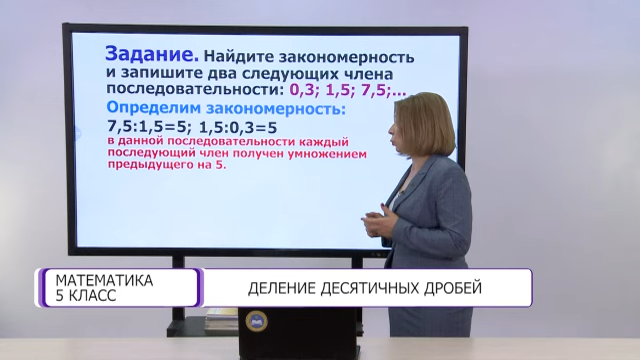 Задание. Найдите закономерность
и запишите два следующих члена
последовательности: 0,3; 1,5; 7,5;...
Определим закономерность:
7,5:1,5=5; 1,5:0,3=5
в данной последовательности каждый
последующий член получен умножением
предыдущего на 5.
МАТЕМАТИКА
5 КЛАСС
ДЕЛЕНИЕ ДЕСЯТИЧНЫХ ДРОБЕЙ